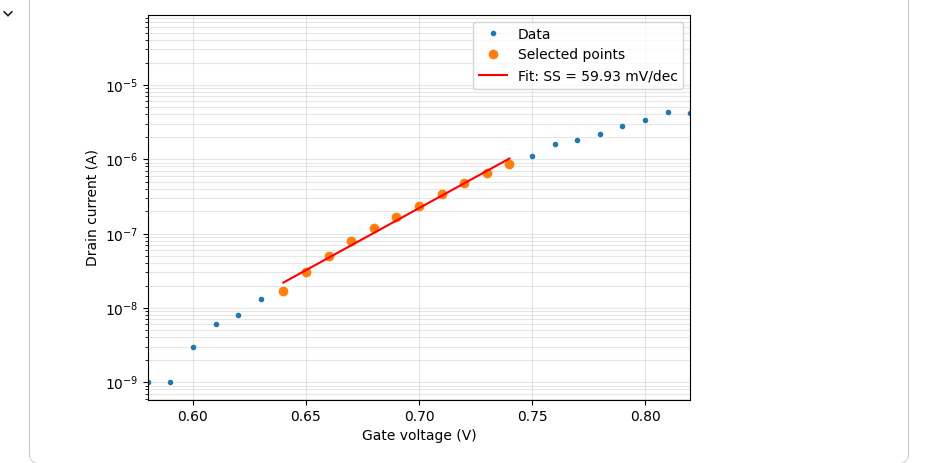 Data
Selected points
Fit: SS = 59.93 mV/dec
10⁻⁵
10⁻⁶
10⁻⁷
10⁻⁸
10⁻⁹
Drain current (A)
0.60 0.65 0.70 0.75 0.80
Gate voltage (V)